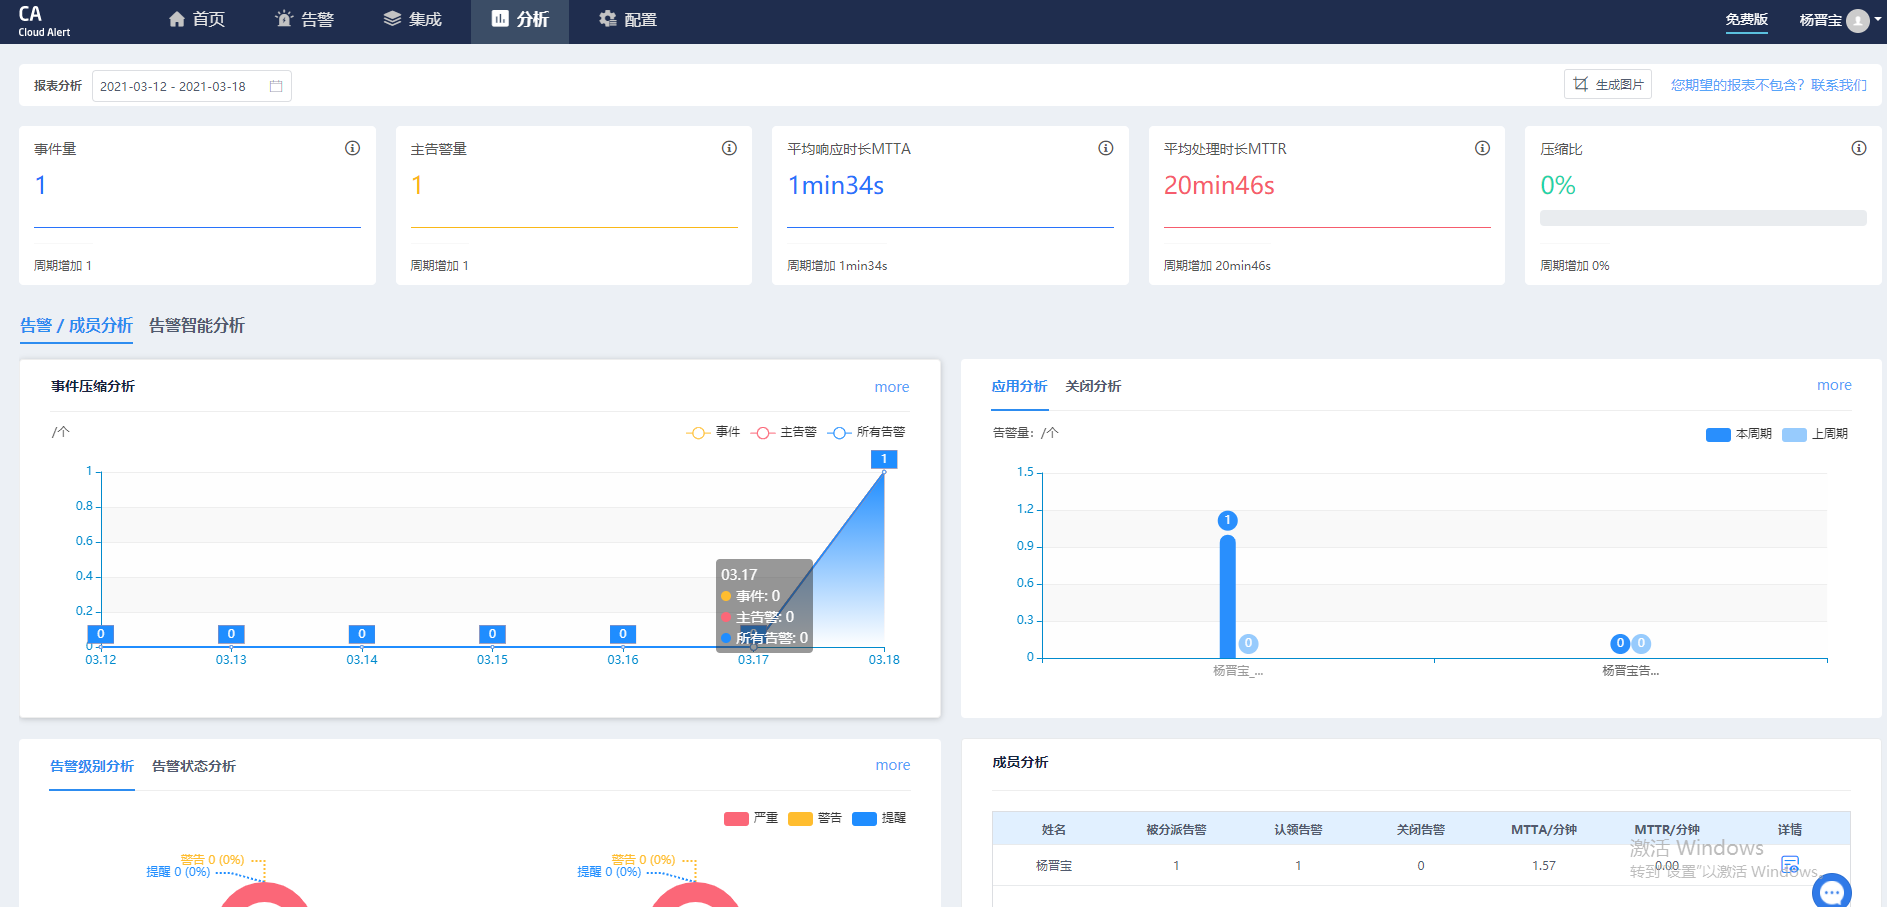 CA
Cloud Alert
首页
告警
集成
分析
配置
免费版
杨晋宝
报表分析
2021-03-12 - 2021-03-18
生成图片
您期望的报表不包含? 联系我们
事件量
1
周期增加 1
主告警量
1
周期增加 1
平均响应时长MTTA
1min34s
周期增加 1min34s
平均处理时长MTTR
20min46s
周期增加 20min46s
压缩比
0%
周期增加 0%
告警 / 成员分析
告警智能分析
事件压缩分析
more
/个
事件
主告警
所有告警
1
0.8
0.6
0.4
0.2
0
0
0
0
0
0
0
1
03.12
03.13
03.14
03.15
03.16
03.17
03.18
03.17
事件: 0
主告警: 0
所有告警: 0
应用分析
关闭分析
more
告警量: /个
本周期
上周期
1.5
1.2
0.9
0.6
0.3
0
1
0
0
0
杨晋宝_...
杨晋宝告...
告警级别分析
告警状态分析
more
严重
警告
提醒
警告 0 (0%)
提醒 0 (0%)
警告 0 (0%)
提醒 0 (0%)
成员分析
姓名 被分派告警 认领告警 关闭告警 MTTA/分钟 MTTR/分钟 详情
杨晋宝 1 1 0 1.57 0.00
激活 Windows
转到"设置"以激活 Windows。